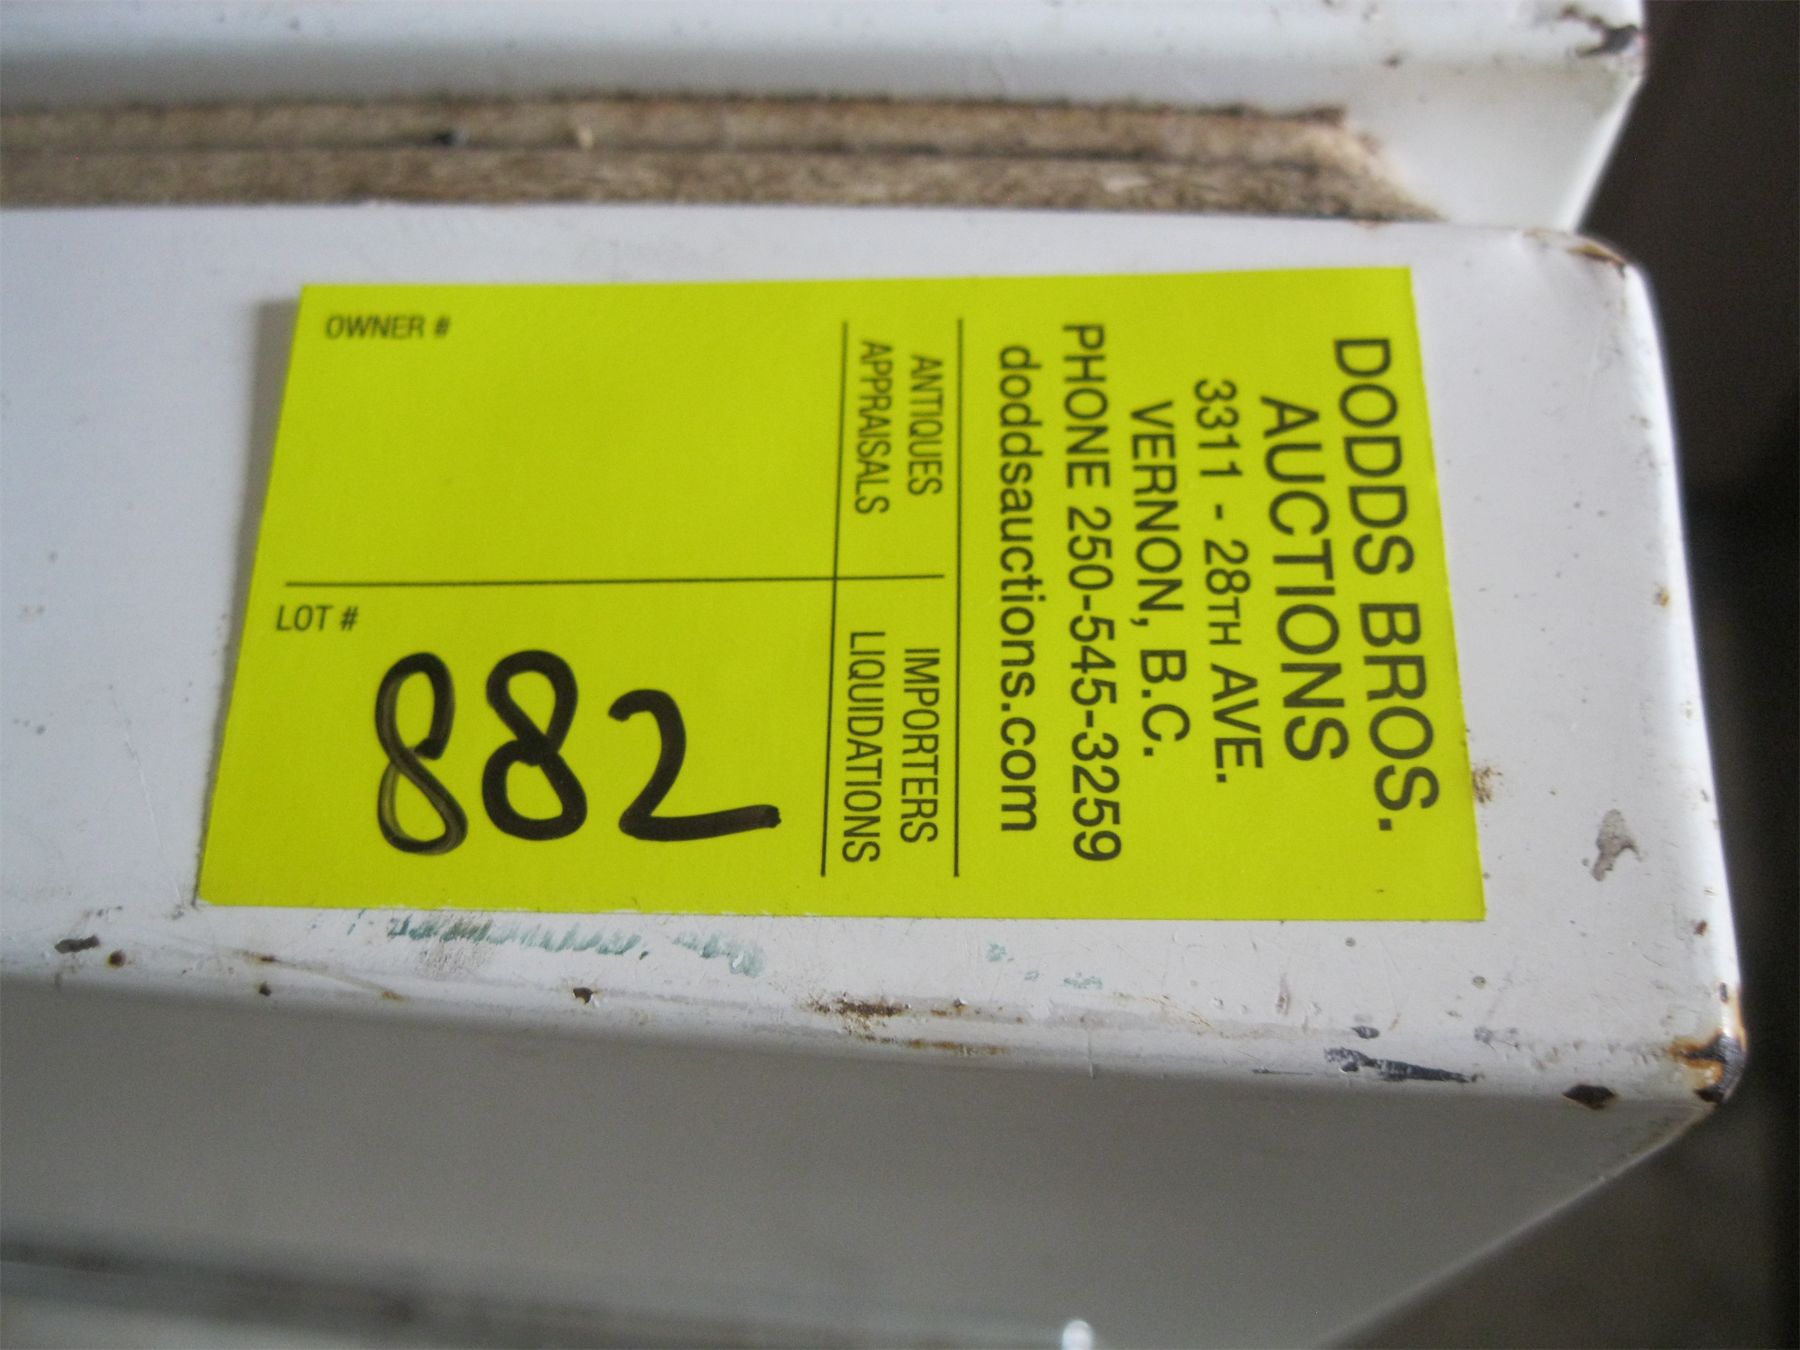 DODDS BROS.
AUCTIONS
3311 - 28TH AVE.
VERNON, B.C.
PHONE 250-545-3259
doddsauctions.com
ANTIQUES IMPORTERS
APPRAISALS LIQUIDATIONS
OWNER #
LOT #
882